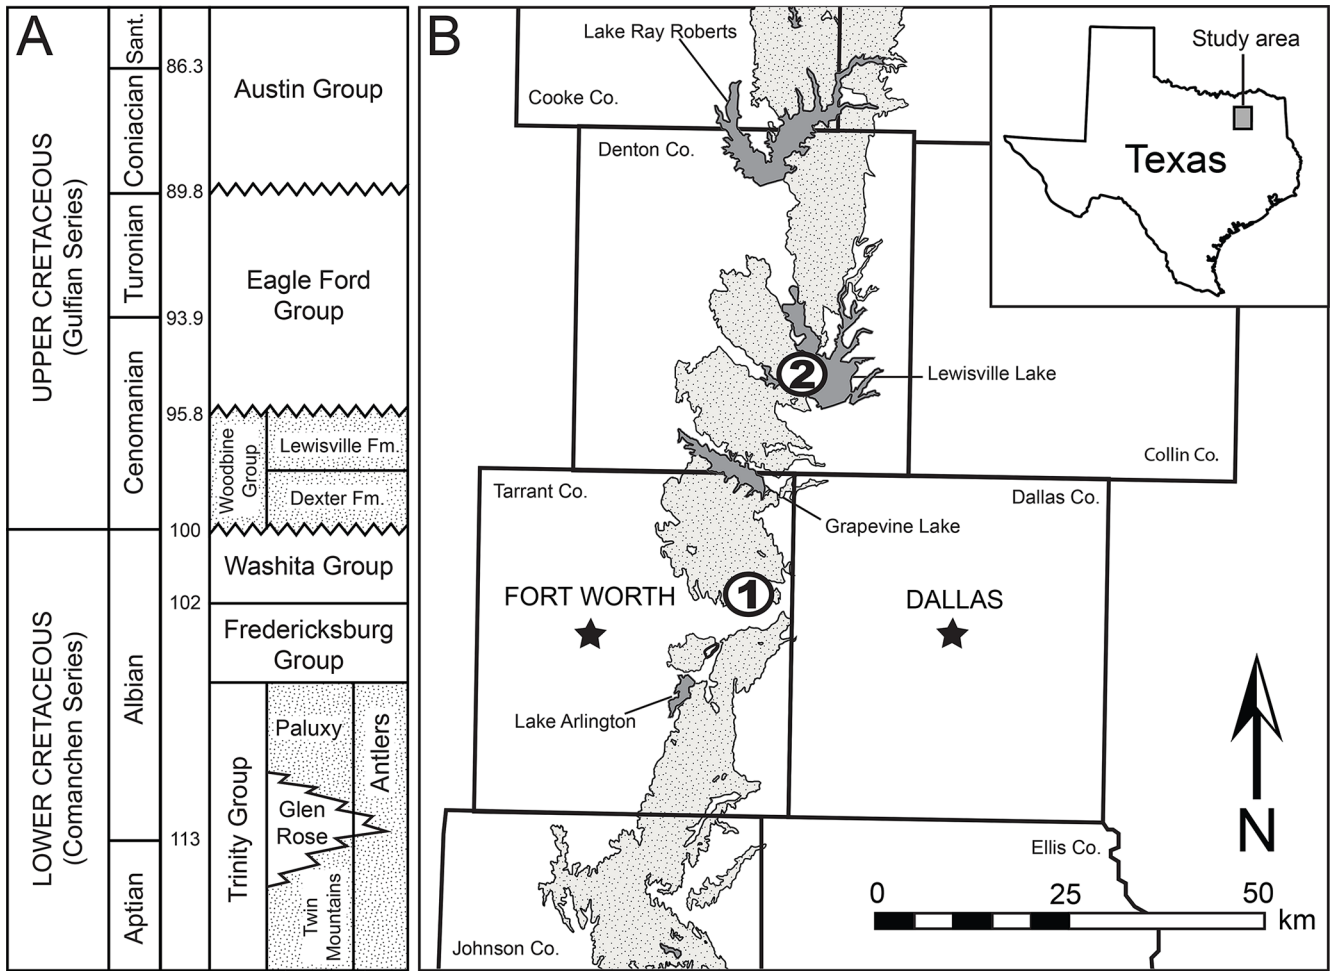 A
UPPER CRETACEOUS
(Gulfian Series)
LOWER CRETACEOUS
(Comanchen Series)
Sant.
Coniacian
Turonian
Cenomanian
Albian
Aptian
86.3
89.8
93.9
95.8
100
102
113
Austin Group
Eagle Ford
Group
Woodbine
Group
Lewisville Fm.
Dexter Fm.
Washita Group
Fredericksburg
Group
Trinity Group
Paluxy
Glen
Rose
Twin
Mountains
Antlers
B
Lake Ray Roberts
Cooke Co.
Denton Co.
Study area
Texas
2
Lewisville Lake
Collin Co.
Tarrant Co.
Dallas Co.
Grapevine Lake
1
FORT WORTH
DALLAS
Lake Arlington
N
Ellis Co.
Johnson Co.
0 25 50
km